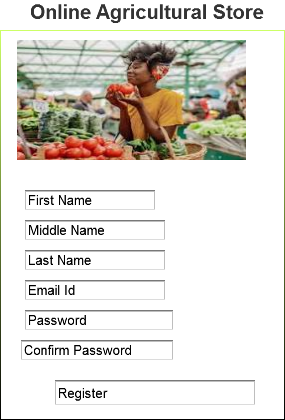 Online Agricultural Store
First Name
Middle Name
Last Name
Email Id
Password
Confirm Password
Register